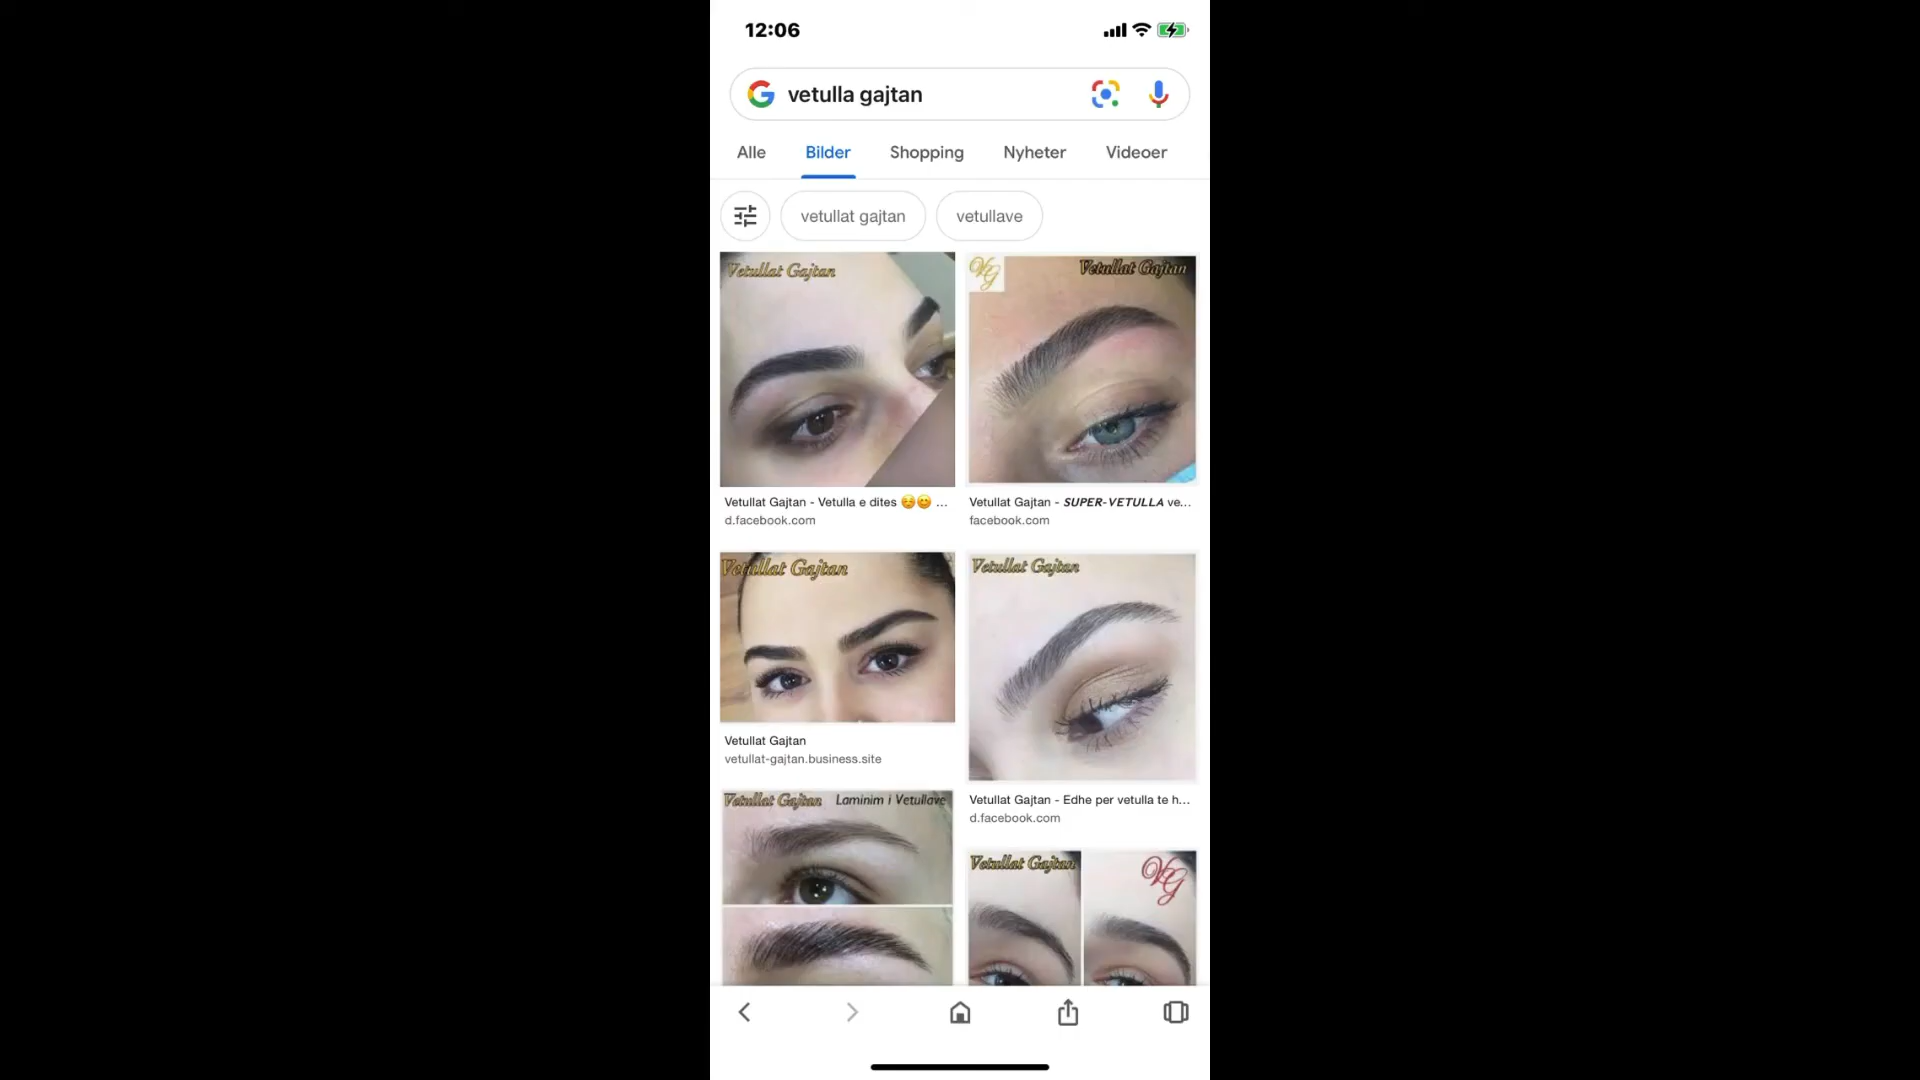 12:06
vetulla gajtan
Alle Bilder Shopping Nyheter Videoer
vetullat gajtan vetullave
Vetullat Gajtan
Vetullat Gajtan - Vetulla e dites ☺️😊 ...
d.facebook.com
VG Vetullat Gajtan
Vetullat Gajtan - SUPER-VETULLA ve...
facebook.com
Vetullat Gajtan
Vetullat Gajtan
vetullat-gajtan.business.site
Vetullat Gajtan
Vetullat Gajtan - Edhe per vetulla te h...
d.facebook.com
Vetullat Gajtan Laminim i Vetullave
Vetullat Gajtan VG